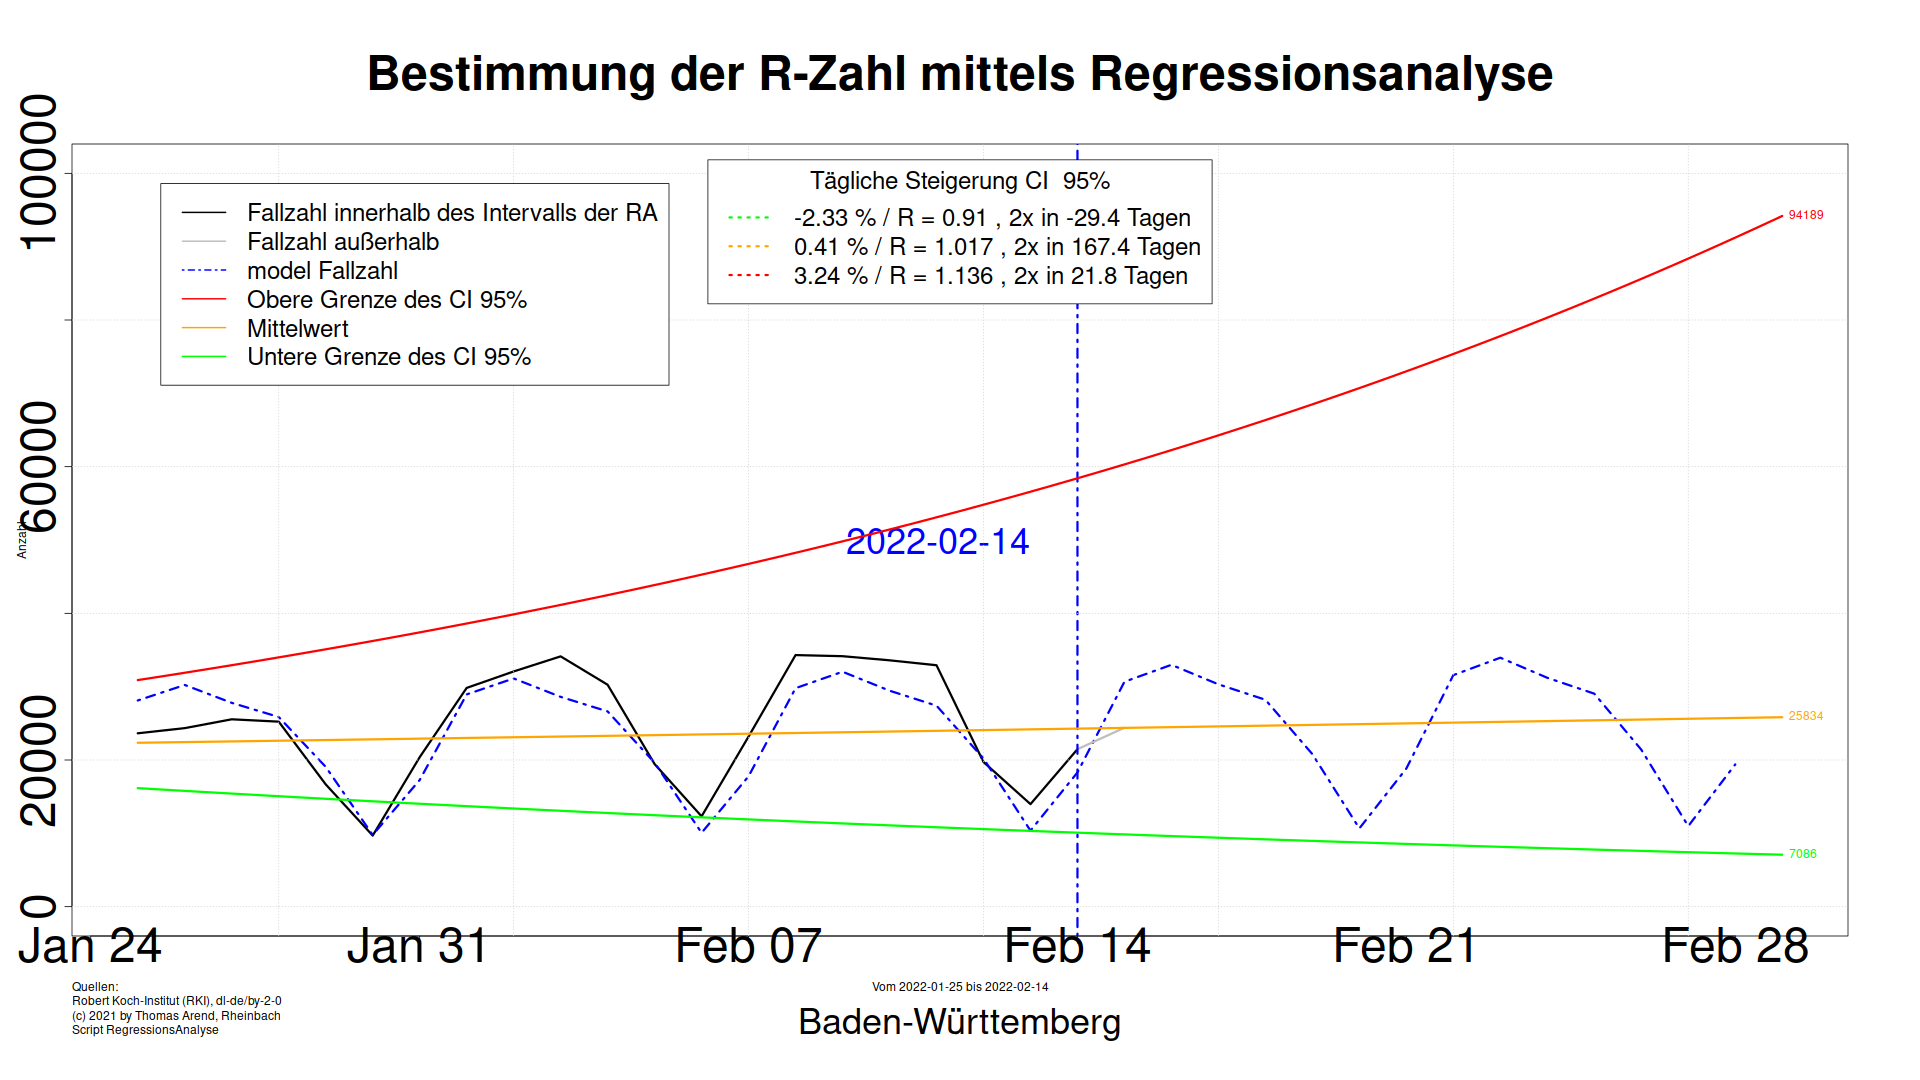 Bestimmung der R-Zahl mittels Regressionsanalyse
Fallzahl innerhalb des Intervalls der RA
Fallzahl außerhalb
model Fallzahl
Obere Grenze des CI 95%
Mittelwert
Untere Grenze des CI 95%
Tägliche Steigerung CI  95%
-2.33 % / R = 0.91 , 2x in -29.4 Tagen
0.41 % / R = 1.017 , 2x in 167.4 Tagen
3.24 % / R = 1.136 , 2x in 21.8 Tagen
100000
60000
20000
0
Anzahl
2022-02-14
94189
25834
7086
Jan 24
Jan 31
Feb 07
Feb 14
Feb 21
Feb 28
Quellen:
Robert Koch-Institut (RKI), dl-de/by-2-0
(c) 2021 by Thomas Arend, Rheinbach
Script RegressionsAnalyse
Vom 2022-01-25 bis 2022-02-14
Baden-Württemberg